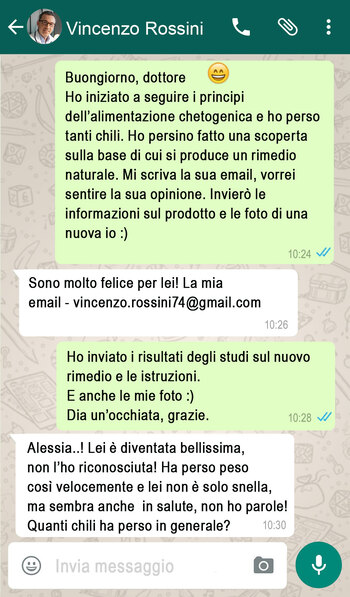 Vincenzo Rossini
Buongiorno, dottore 😄
Ho iniziato a seguire i principi
dell'alimentazione chetogenica e ho perso
tanti chili. Ho persino fatto una scoperta
sulla base di cui si produce un rimedio
naturale. Mi scriva la sua email, vorrei
sentire la sua opinione. Invierò le
informazioni sul prodotto e le foto di una
nuova io :)
10:24
Sono molto felice per lei! La mia
email - vincenzo.rossini74@gmail.com
10:26
Ho inviato i risultati degli studi sul nuovo
rimedio e le istruzioni.
E anche le mie foto :)
Dia un'occhiata, grazie.
10:28
Alessia..! Lei è diventata bellissima,
non l'ho riconosciuta! Ha perso peso
così velocemente e lei non è solo snella,
ma sembra anche in salute, non ho parole!
Quanti chili ha perso in generale?
10:30
Invia messaggio